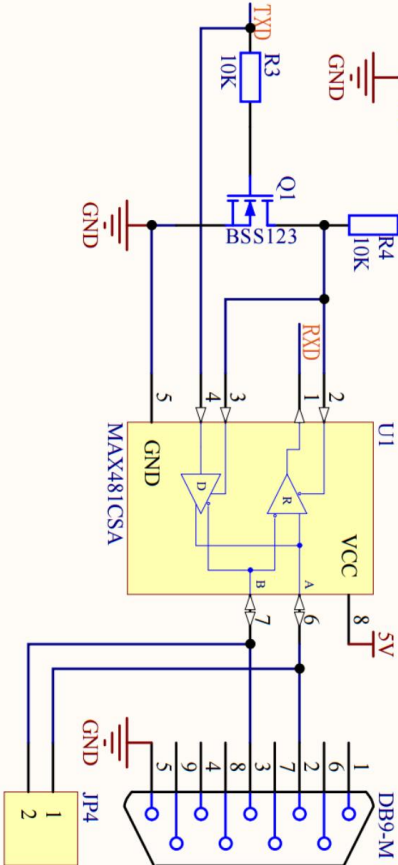 GND
R4
10K
TXD
R3
10K
Q1
BSS123
GND
RXD
U1
2
1
3
4
5
VCC
8
5V
R
A
6
D
B
7
GND
MAX481CSA
DB9-M
1
6
2
7
3
8
4
9
5
GND
JP4
1
2